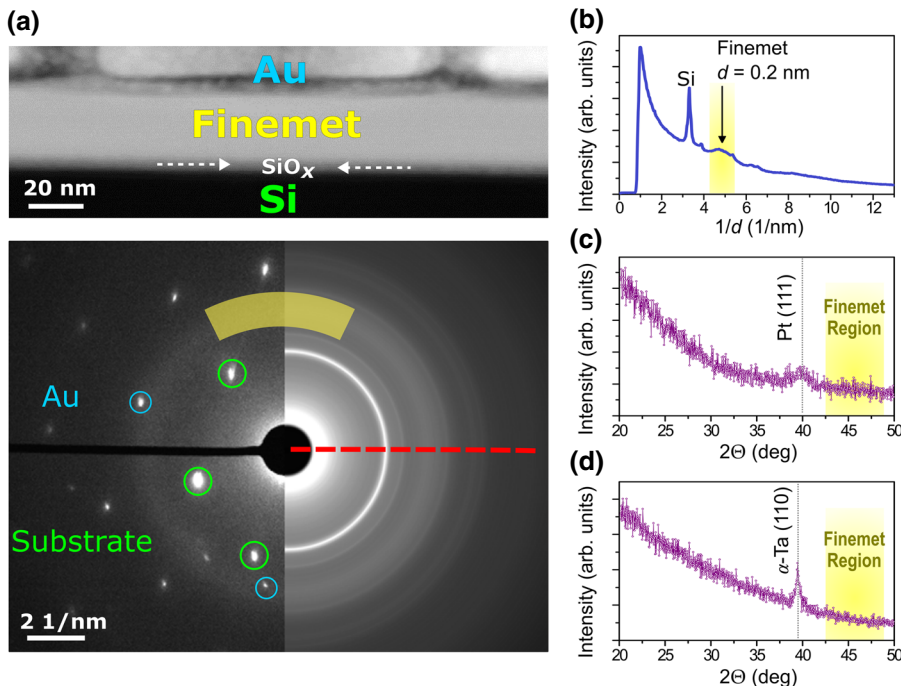 (a)
Au
Finemet
SiOx
20 nm
Si
Au
Substrate
2 1/nm
(b)
Intensity (arb. units)
Si
Finemet
d = 0.2 nm
0 2 4 6 8 10 12
1/d (1/nm)
(c)
Intensity (arb. units)
Pt (111)
Finemet
Region
20 25 30 35 40 45 50
2Θ (deg)
(d)
Intensity (arb. units)
α-Ta (110)
Finemet
Region
20 25 30 35 40 45 50
2Θ (deg)